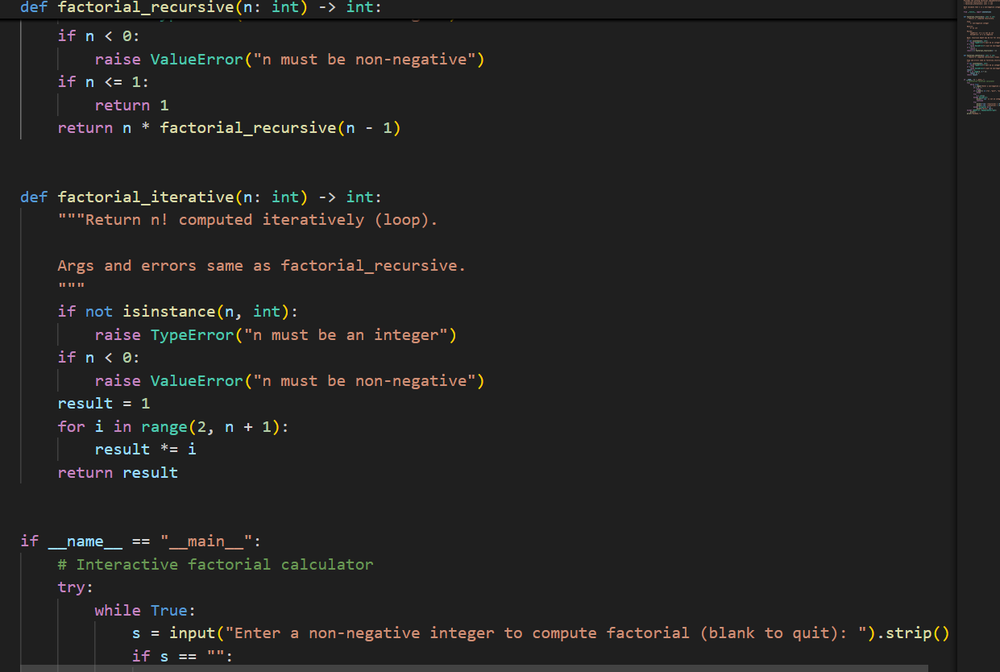 def factorial_recursive(n: int) -> int:
    if n < 0:
        raise ValueError("n must be non-negative")
    if n <= 1:
        return 1
    return n * factorial_recursive(n - 1)
def factorial_iterative(n: int) -> int:
    """Return n! computed iteratively (loop).
    Args and errors same as factorial_recursive.
    """
    if not isinstance(n, int):
        raise TypeError("n must be an integer")
    if n < 0:
        raise ValueError("n must be non-negative")
    result = 1
    for i in range(2, n + 1):
        result *= i
    return result
if __name__ == "__main__":
    # Interactive factorial calculator
    try:
        while True:
            s = input("Enter a non-negative integer to compute factorial (blank to quit): ").strip()
            if s == "":